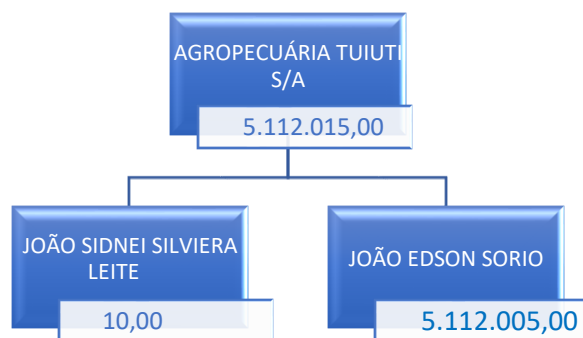 AGROPECUÁRIA TUIUTI
S/A
5.112.015,00
JOÃO SIDNEI SILVIERA
LEITE
10,00
JOÃO EDSON SORIO
5.112.005,00